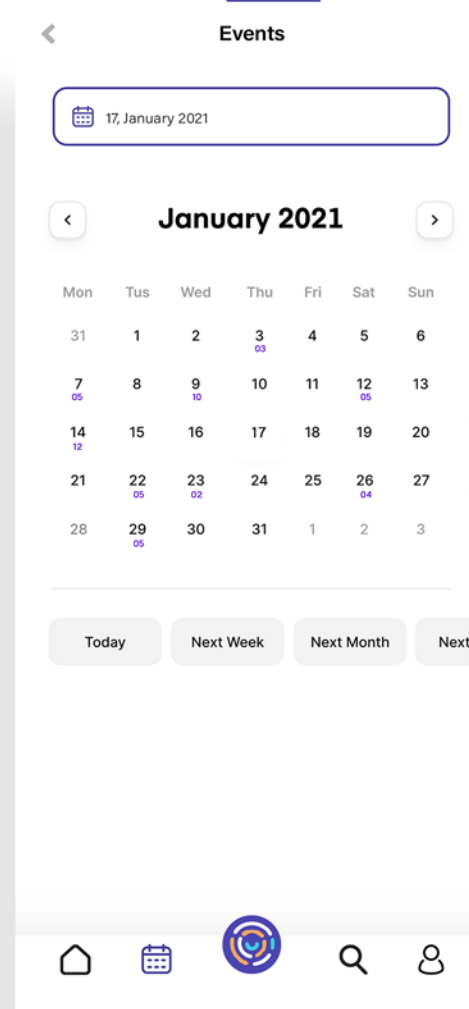 Events
17, January 2021
January 2021
Mon Tus Wed Thu Fri Sat Sun
31 1 2 3 4 5 6
03
7 8 9 10 11 12 13
05 10 05
14 15 16 17 18 19 20
12
21 22 23 24 25 26 27
05 02 04
28 29 30 31 1 2 3
05
Today Next Week Next Month Next